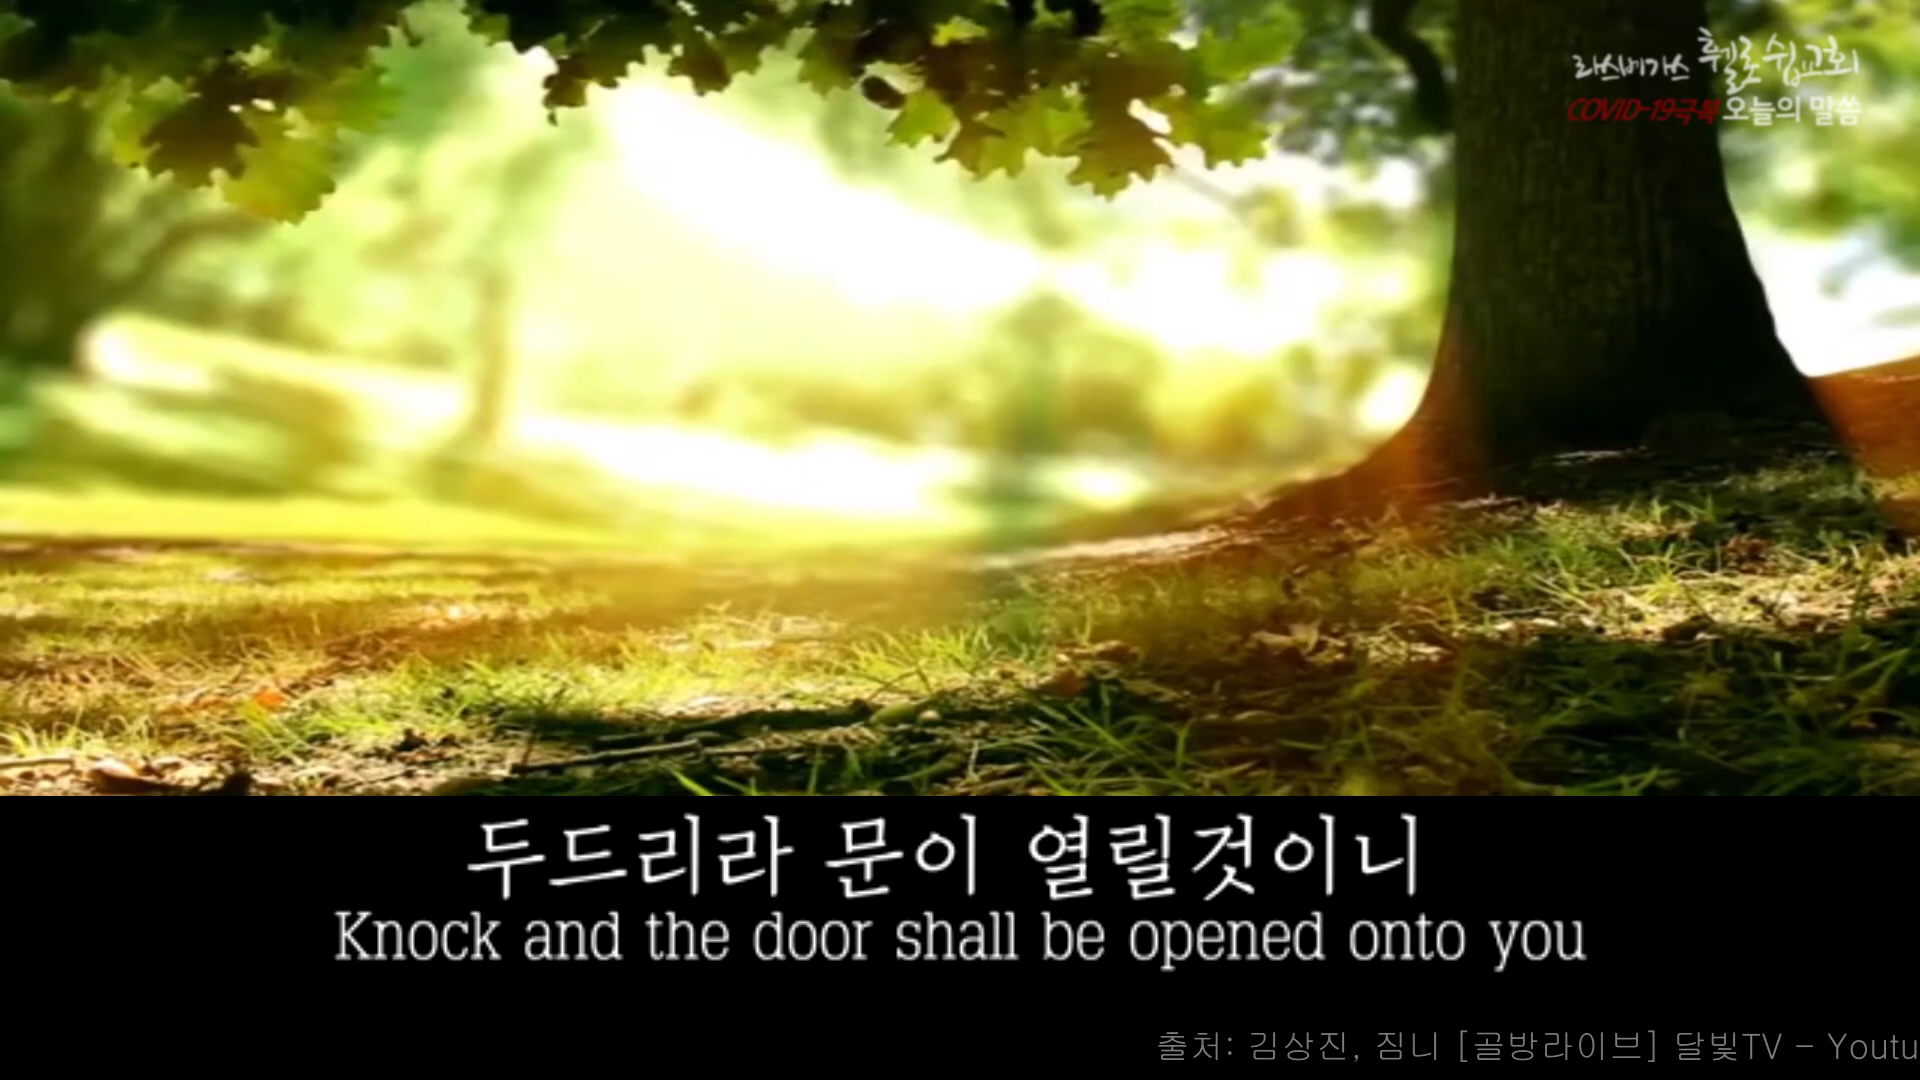 라스베가스 휄로쉽교회
COVID-19극복 오늘의 말씀
두드리라 문이 열릴것이니
Knock and the door shall be opened onto you
출처: 김상진, 짐니 [골방라이브] 달빛TV - Youtu